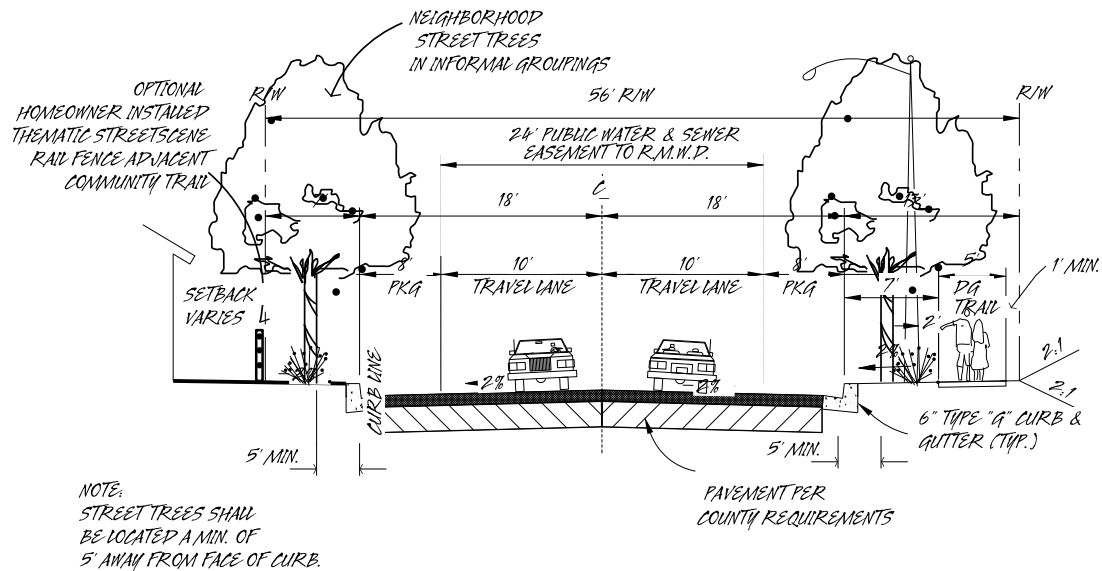 NEIGHBORHOOD
STREET TREES
IN INFORMAL GROUPINGS
OPTIONAL
HOMEOWNER INSTALLED
THEMATIC STREETSCENE
RAIL FENCE ADJACENT
COMMUNITY TRAIL
R/W
56' R/W
R/W
24' PUBLIC WATER & SEWER
EASEMENT TO R.M.W.D.
C
18'
18'
8'
10'
10'
8'
5'
PKG
TRAVEL LANE
TRAVEL LANE
PKG
7'
DG
TRAIL
1' MIN.
SETBACK
VARIES
4
2'
2%
2%
2%
2:1
2:1
CURB LINE
6" TYPE "G" CURB &
GUTTER (TYP.)
5' MIN.
5' MIN.
PAVEMENT PER
COUNTY REQUIREMENTS
NOTE:
STREET TREES SHALL
BE LOCATED A MIN. OF
5' AWAY FROM FACE OF CURB.